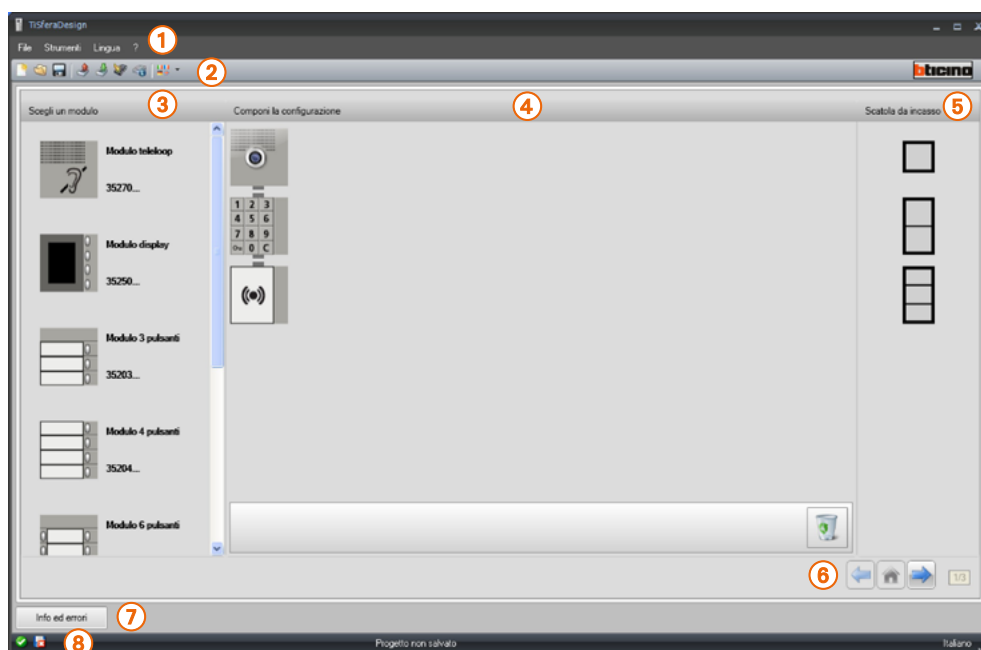 TiSferaDesign
File Strumenti Lingua ? 1
2
bticino
Scegli un modulo 3 Componi la configurazione 4 Scatola da incasso 5
Modulo teleloop
35270...
1 2 3
4 5 6
7 8 9
0 C
Modulo display
35250...
Modulo 3 pulsanti
35203...
Modulo 4 pulsanti
35204...
Modulo 6 pulsanti
6 1/3
Info ed errori 7
8 Progetto non salvato Italiano